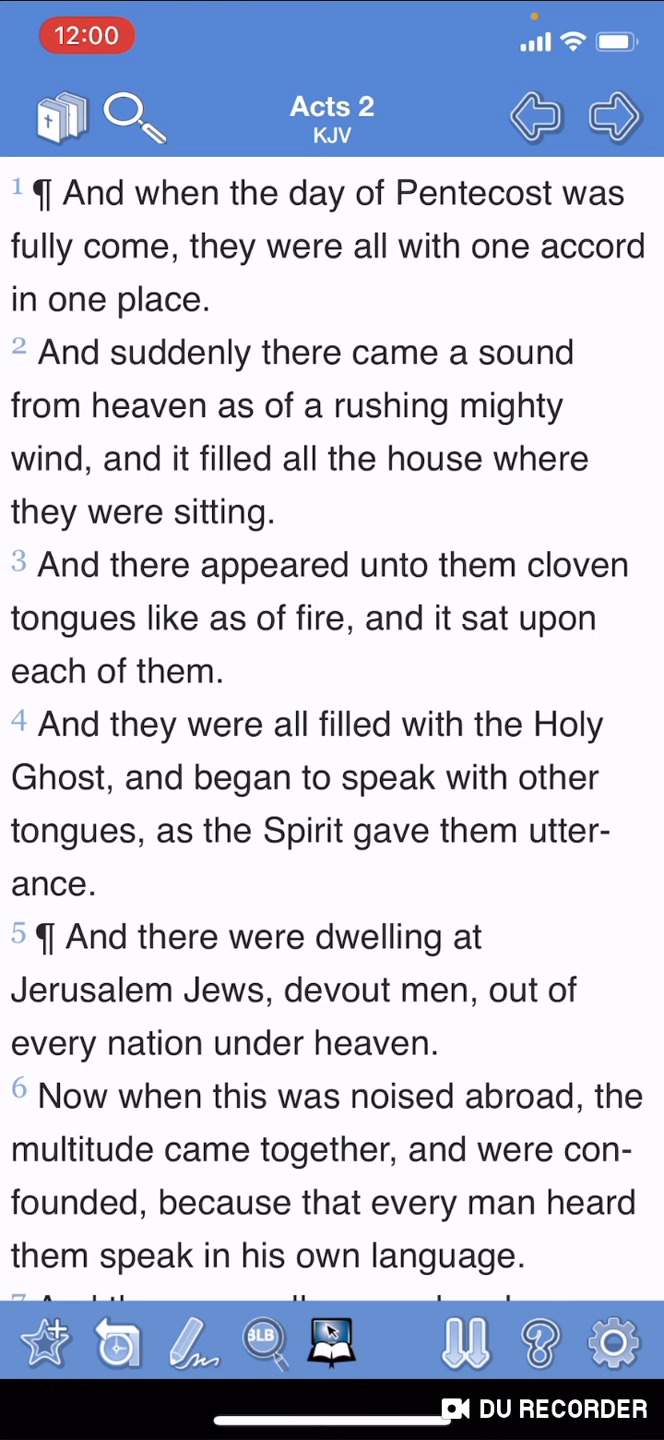 12:00
Acts 2
KJV
1 ¶ And when the day of Pentecost was
fully come, they were all with one accord
in one place.
2 And suddenly there came a sound
from heaven as of a rushing mighty
wind, and it filled all the house where
they were sitting.
3 And there appeared unto them cloven
tongues like as of fire, and it sat upon
each of them.
4 And they were all filled with the Holy
Ghost, and began to speak with other
tongues, as the Spirit gave them utter-
ance.
5 ¶ And there were dwelling at
Jerusalem Jews, devout men, out of
every nation under heaven.
6 Now when this was noised abroad, the
multitude came together, and were con-
founded, because that every man heard
them speak in his own language.
BLB
DU RECORDER